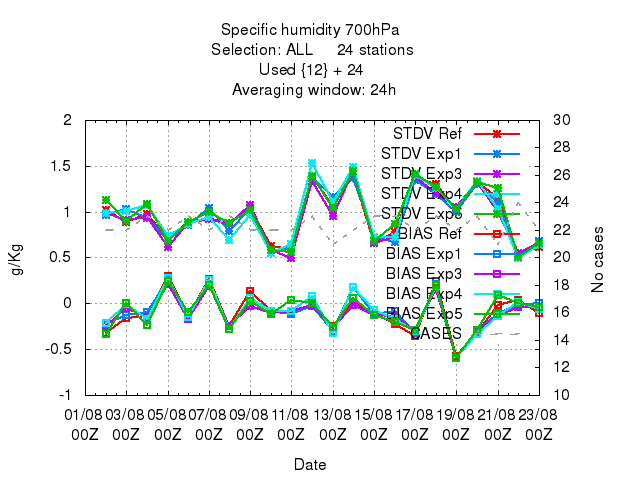 Specific humidity 700hPa
Selection: ALL 24 stations
Used {12} + 24
Averaging window: 24h
2
1.5
1
0.5
0
-0.5
-1
g/Kg
30
28
26
24
22
20
18
16
14
12
10
No cases
STDV Ref
STDV Exp1
STDV Exp3
STDV Exp4
STDV Exp5
BIAS Ref
BIAS Exp1
BIAS Exp3
BIAS Exp4
BIAS Exp5
CASES
01/08 03/08 05/08 07/08 09/08 11/08 13/08 15/08 17/08 19/08 21/08 23/08
00Z 00Z 00Z 00Z 00Z 00Z 00Z 00Z 00Z 00Z 00Z 00Z
Date